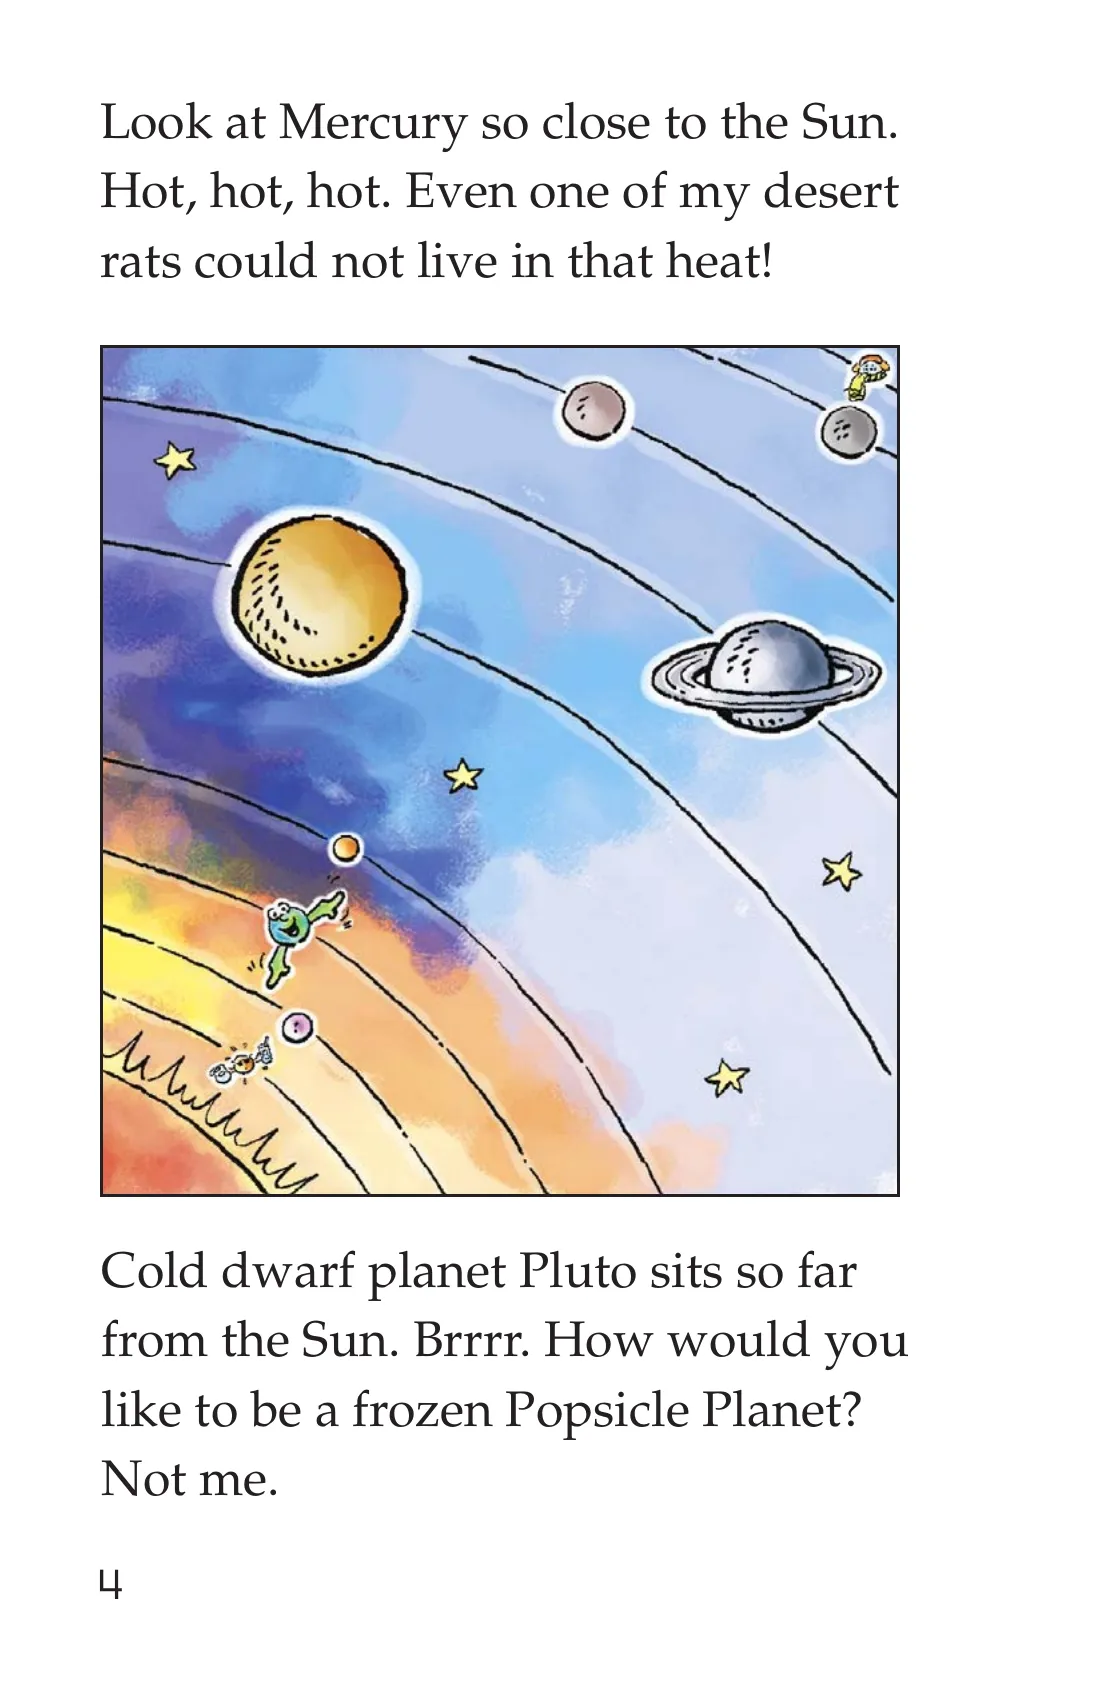 Look at Mercury so close to the Sun.
Hot, hot, hot. Even one of my desert
rats could not live in that heat!
Cold dwarf planet Pluto sits so far
from the Sun. Brrrr. How would you
like to be a frozen Popsicle Planet?
Not me.
4